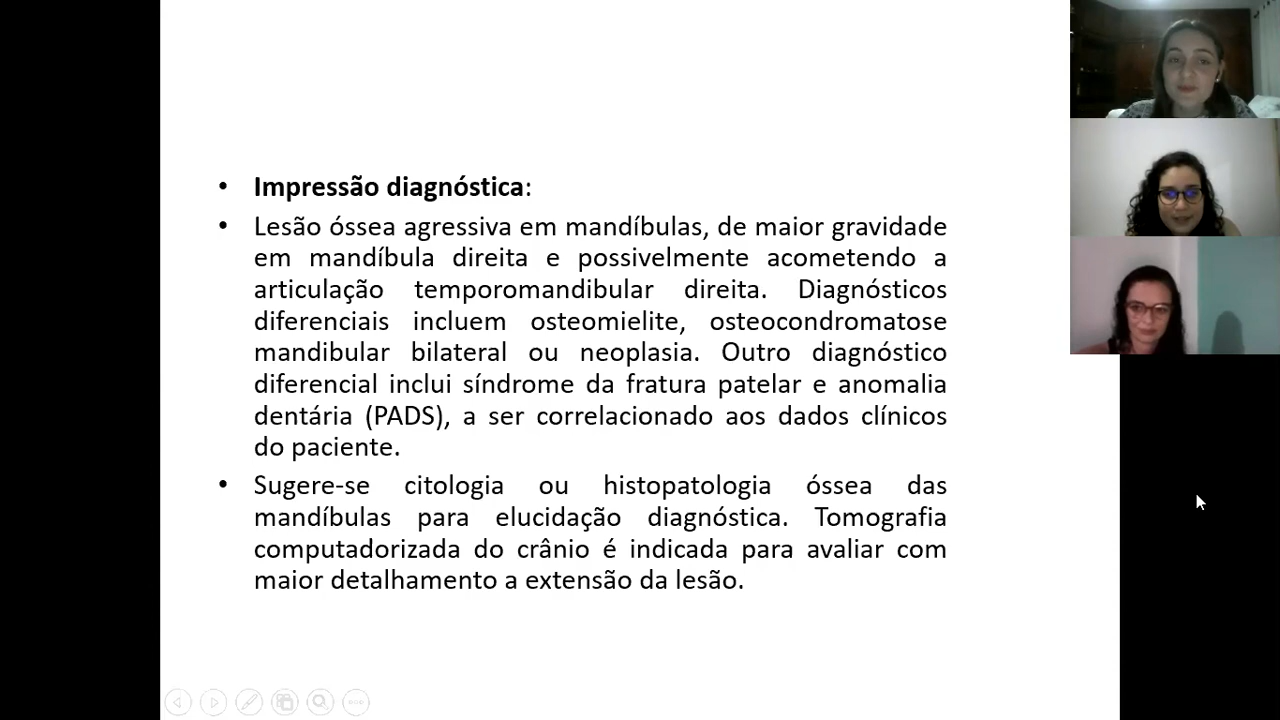 • Impressão diagnóstica:
• Lesão óssea agressiva em mandíbulas, de maior gravidade
em mandíbula direita e possivelmente acometendo a
articulação temporomandibular direita. Diagnósticos
diferenciais incluem osteomielite, osteocondromatose
mandibular bilateral ou neoplasia. Outro diagnóstico
diferencial inclui síndrome da fratura patelar e anomalia
dentária (PADS), a ser correlacionado aos dados clínicos
do paciente.
• Sugere-se citologia ou histopatologia óssea das
mandíbulas para elucidação diagnóstica. Tomografia
computadorizada do crânio é indicada para avaliar com
maior detalhamento a extensão da lesão.